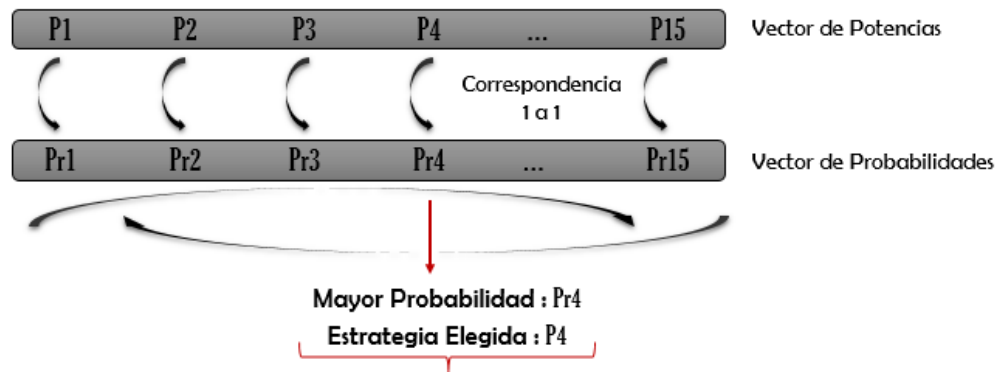 P1 P2 P3 P4 ... P15 Vector de Potencias
Correspondencia
1 a 1
Pr1 Pr2 Pr3 Pr4 ... Pr15 Vector de Probabilidades
Mayor Probabilidad : Pr4
Estrategia Elegida : P4